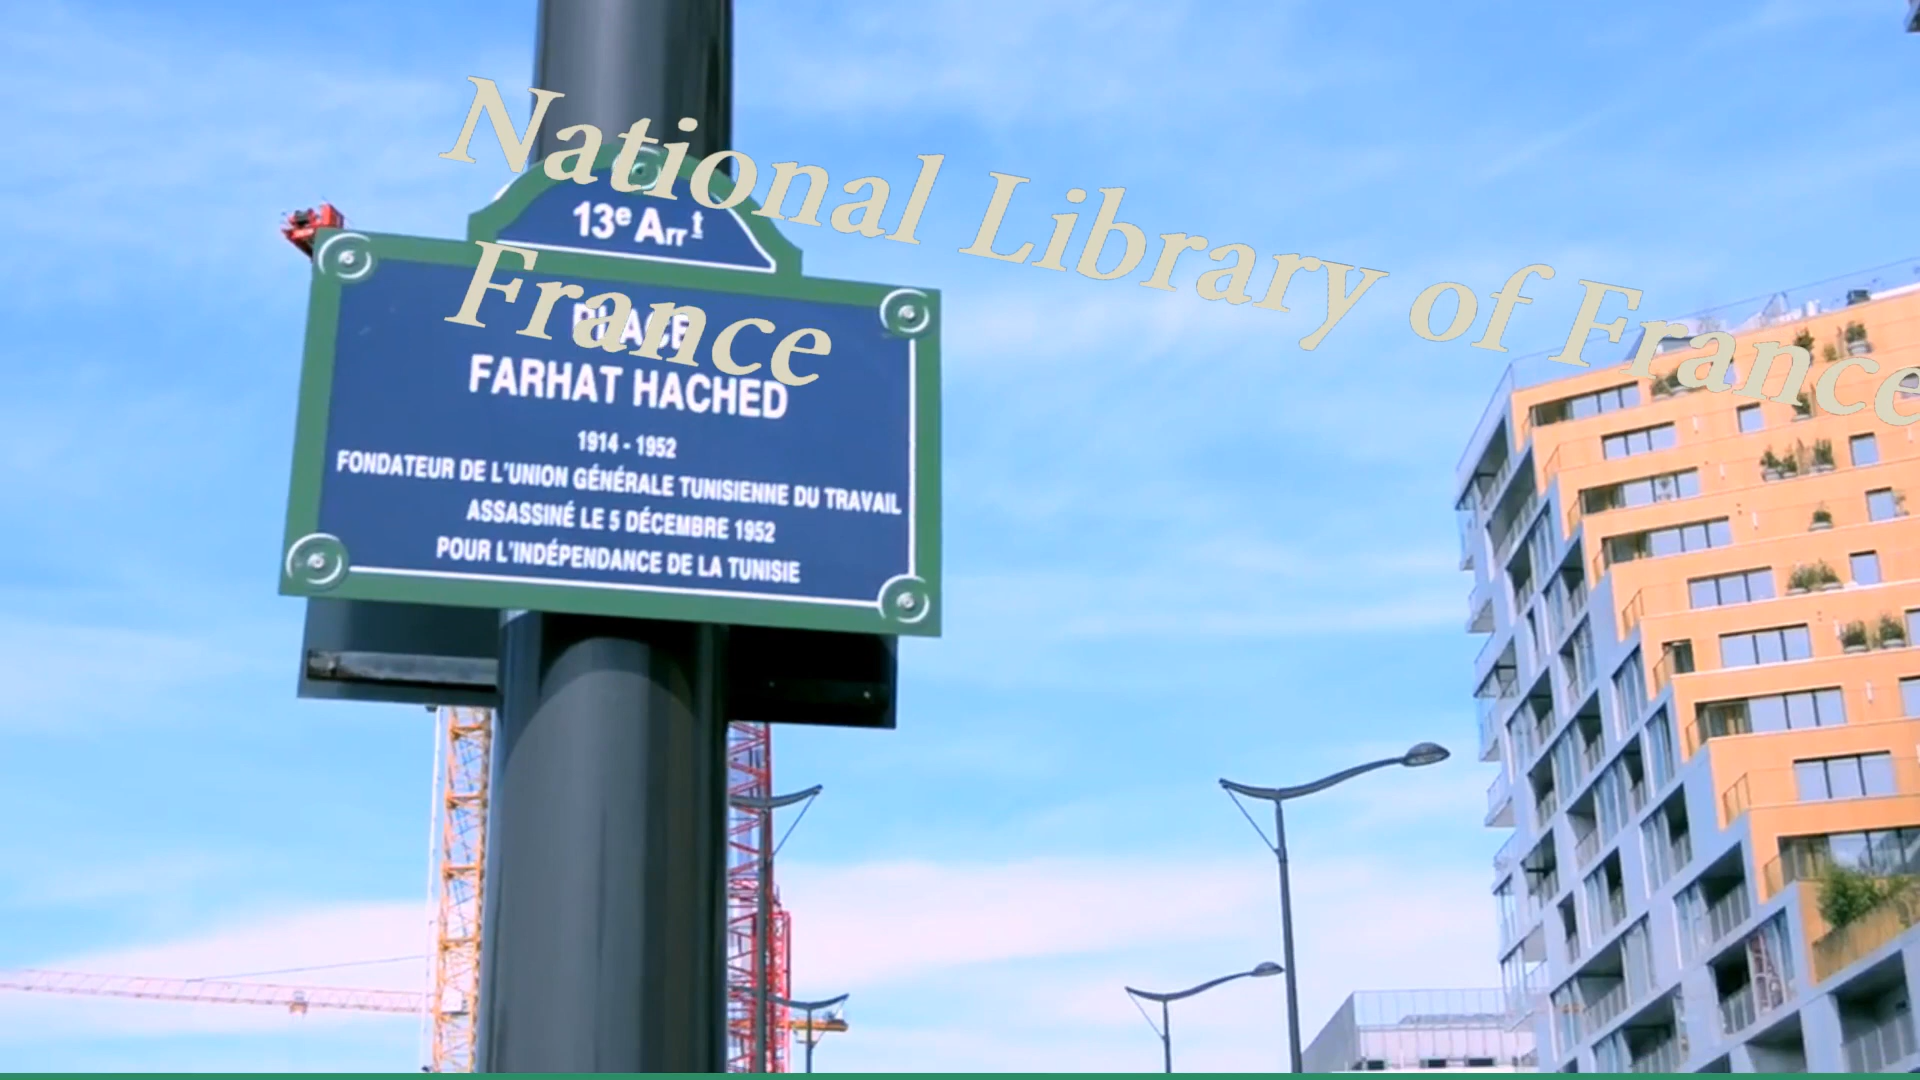 National Library of France
France
13e Arrt
PLACE
FARHAT HACHED
1914 - 1952
FONDATEUR DE L'UNION GÉNÉRALE TUNISIENNE DU TRAVAIL
ASSASSINÉ LE 5 DÉCEMBRE 1952
POUR L'INDÉPENDANCE DE LA TUNISIE